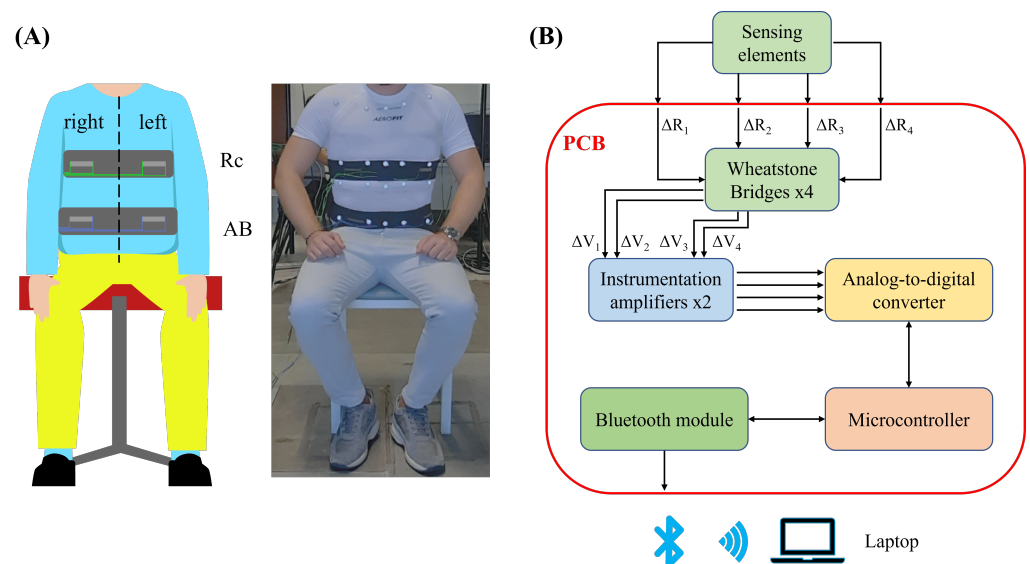 (A)
right left
Rc
AB
AEROFIT
(B)
Sensing
elements
PCB
ΔR₁
ΔR₂
ΔR₃
ΔR₄
Wheatstone
Bridges x4
ΔV₁
ΔV₂
ΔV₃
ΔV₄
Instrumentation
amplifiers x2
Analog-to-digital
converter
Bluetooth module
Microcontroller
Laptop